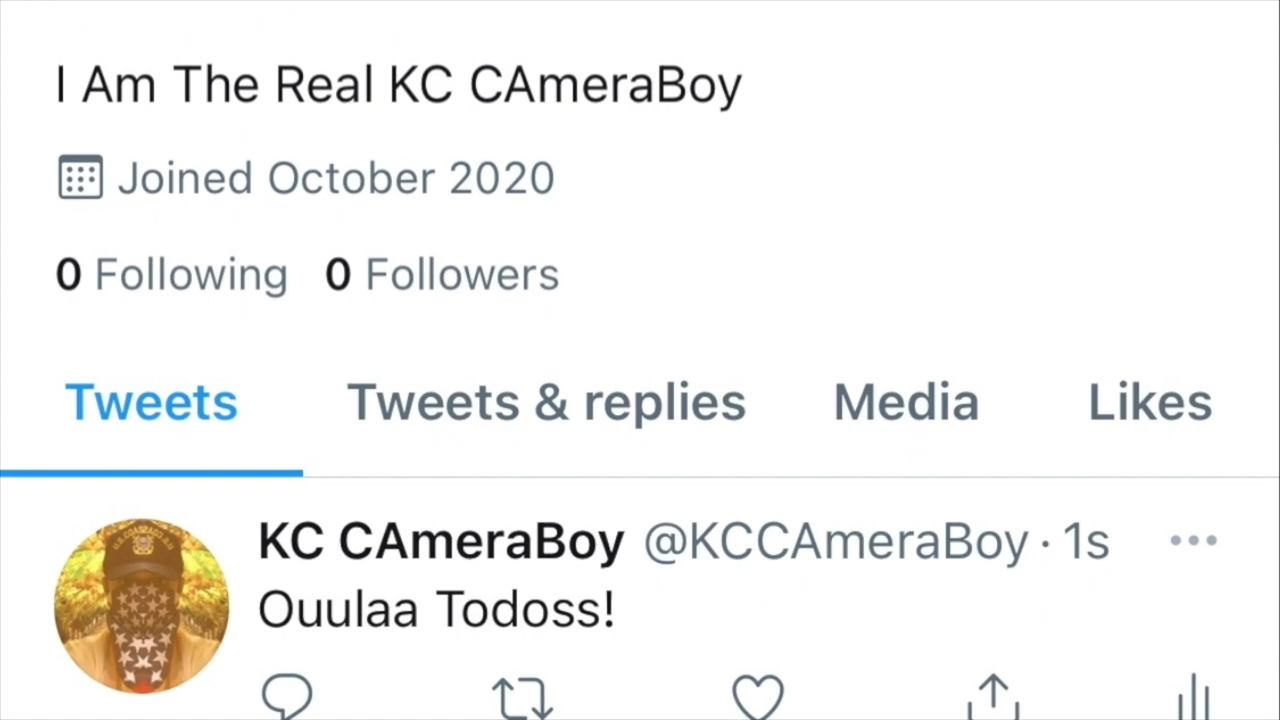 I Am The Real KC CAmeraBoy
Joined October 2020
0 Following 0 Followers
Tweets Tweets & replies Media Likes
KC CAmeraBoy @KCCAmeraBoy · 1s
Ouulaa Todoss!